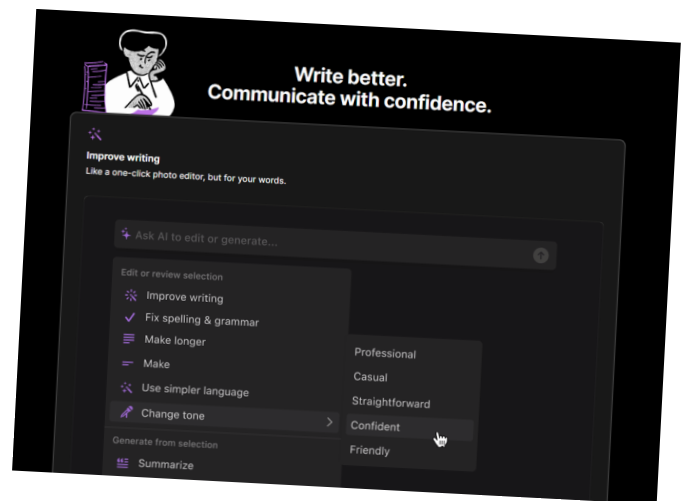 Write better.
Communicate with confidence.
Improve writing
Like a one-click photo editor, but for your words.
Ask AI to edit or generate...
Edit or review selection
Improve writing
Fix spelling & grammar
Make longer
Make
Use simpler language
Change tone
Professional
Casual
Straightforward
Confident
Friendly
Generate from selection
Summarize